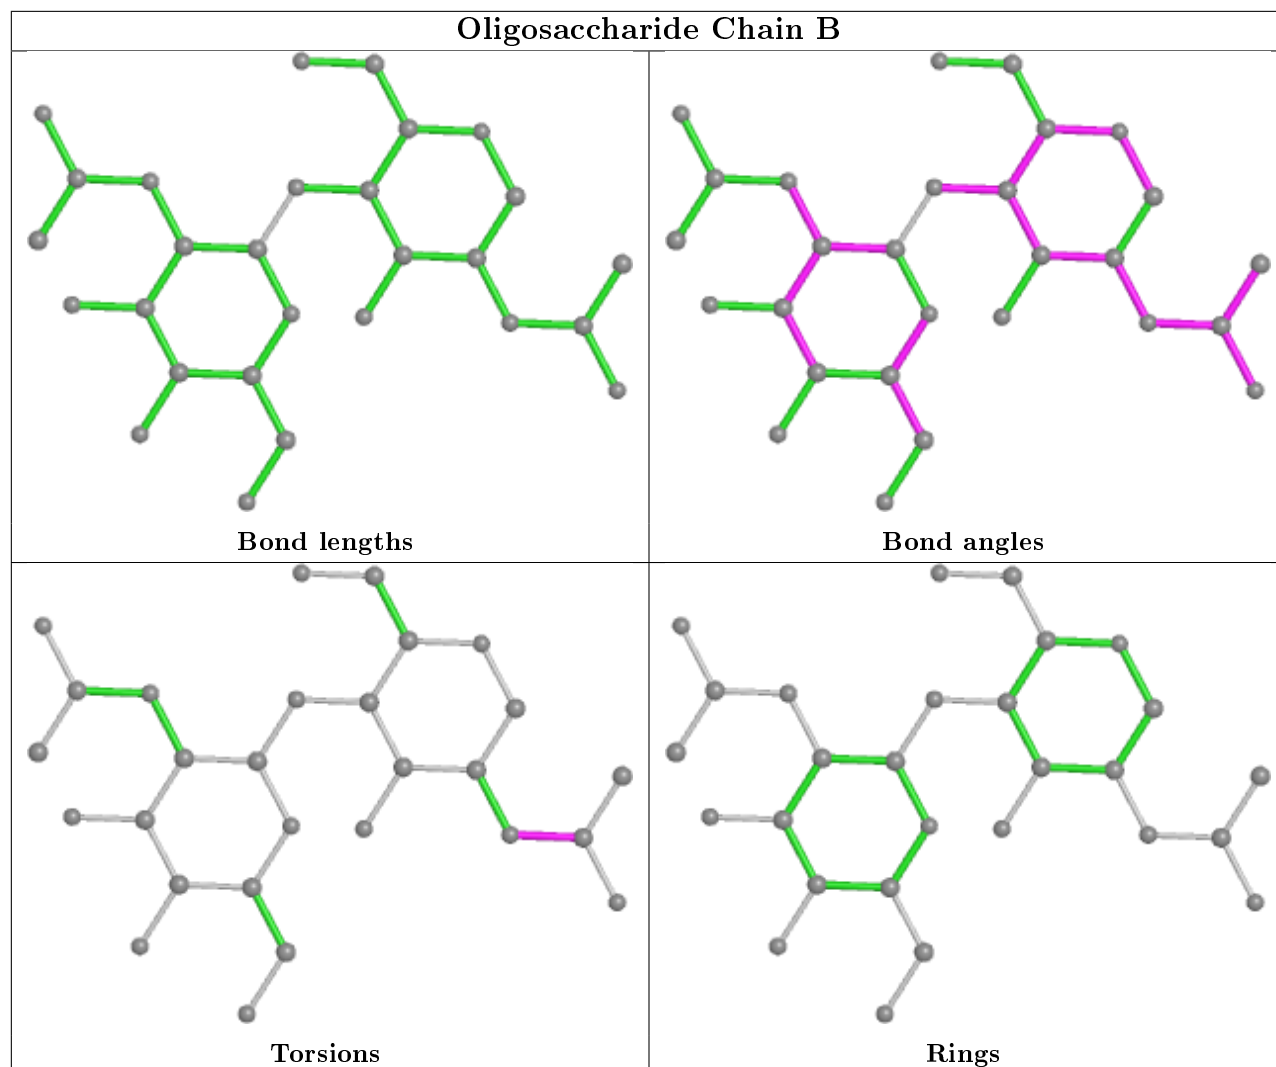 Oligosaccharide Chain B
Bond lengths
Bond angles
Torsions
Rings